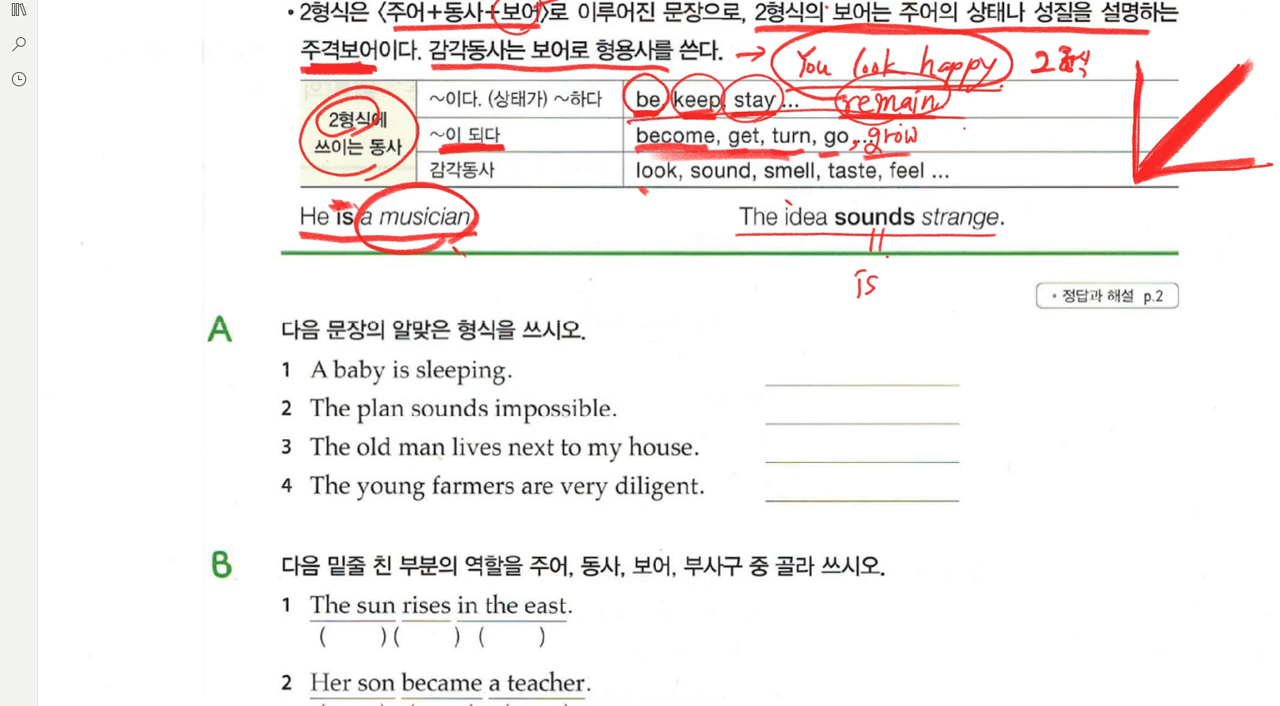 • 2형식은 〈주어+동사+보어〉로 이루어진 문장으로, 2형식의 보어는 주어의 상태나 성질을 설명하는
주격보어이다. 감각동사는 보어로 형용사를 쓴다. → You look happy 2형식
2형식에
쓰이는 동사
~이다. (상태가) ~하다 be, keep, stay ... remain
~이 되다 become, get, turn, go, ... grow
감각동사 look, sound, smell, taste, feel ...
He is a musician. The idea sounds strange.
is
• 정답과 해설 p.2
A 다음 문장의 알맞은 형식을 쓰시오.
1 A baby is sleeping.
2 The plan sounds impossible.
3 The old man lives next to my house.
4 The young farmers are very diligent.
B 다음 밑줄 친 부분의 역할을 주어, 동사, 보어, 부사구 중 골라 쓰시오.
1 The sun rises in the east.
( ) ( ) ( )
2 Her son became a teacher.